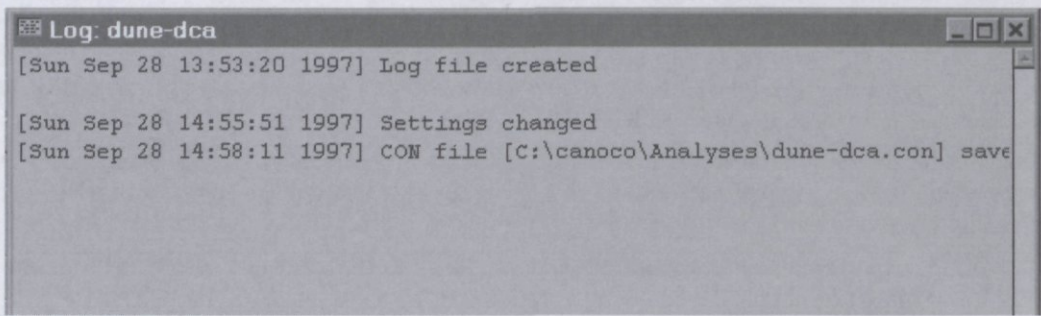 Log: dune-dca
[Sun Sep 28 13:53:20 1997] Log file created
[Sun Sep 28 14:55:51 1997] Settings changed
[Sun Sep 28 14:58:11 1997] CON file [C:\canoco\Analyses\dune-dca.con] save